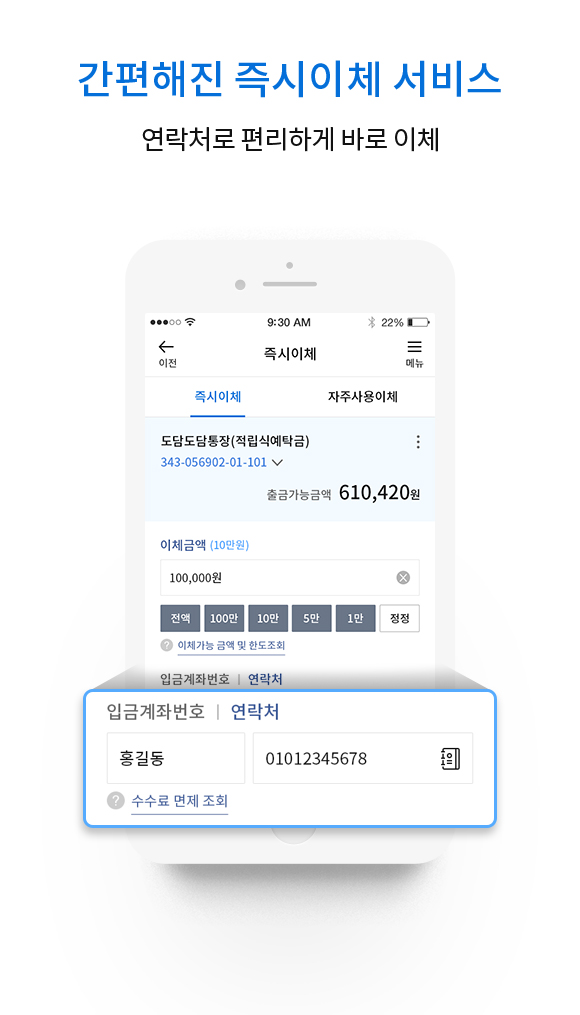 간편해진 즉시이체 서비스
연락처로 편리하게 바로 이체
9:30 AM 22%
즉시이체
이전 메뉴
즉시이체 자주사용이체
도담도담통장(적립식예탁금)
343-056902-01-101
출금가능금액 610,420원
이체금액 (10만원)
100,000원
전액 100만 10만 5만 1만 정정
? 이체가능 금액 및 한도조회
입금계좌번호 | 연락처
입금계좌번호 | 연락처
홍길동 01012345678
? 수수료 면제 조회